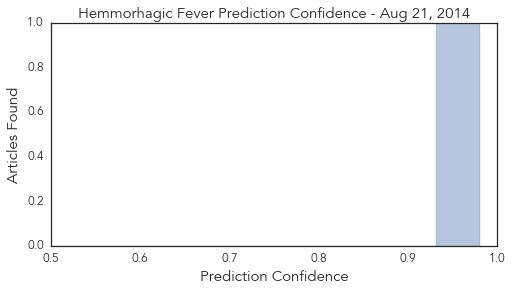 Hemmorhagic Fever Prediction Confidence - Aug 21, 2014
1.0
0.8
0.6
0.4
0.2
0.0
Articles Found
0.5 0.6 0.7 0.8 0.9 1.0
Prediction Confidence